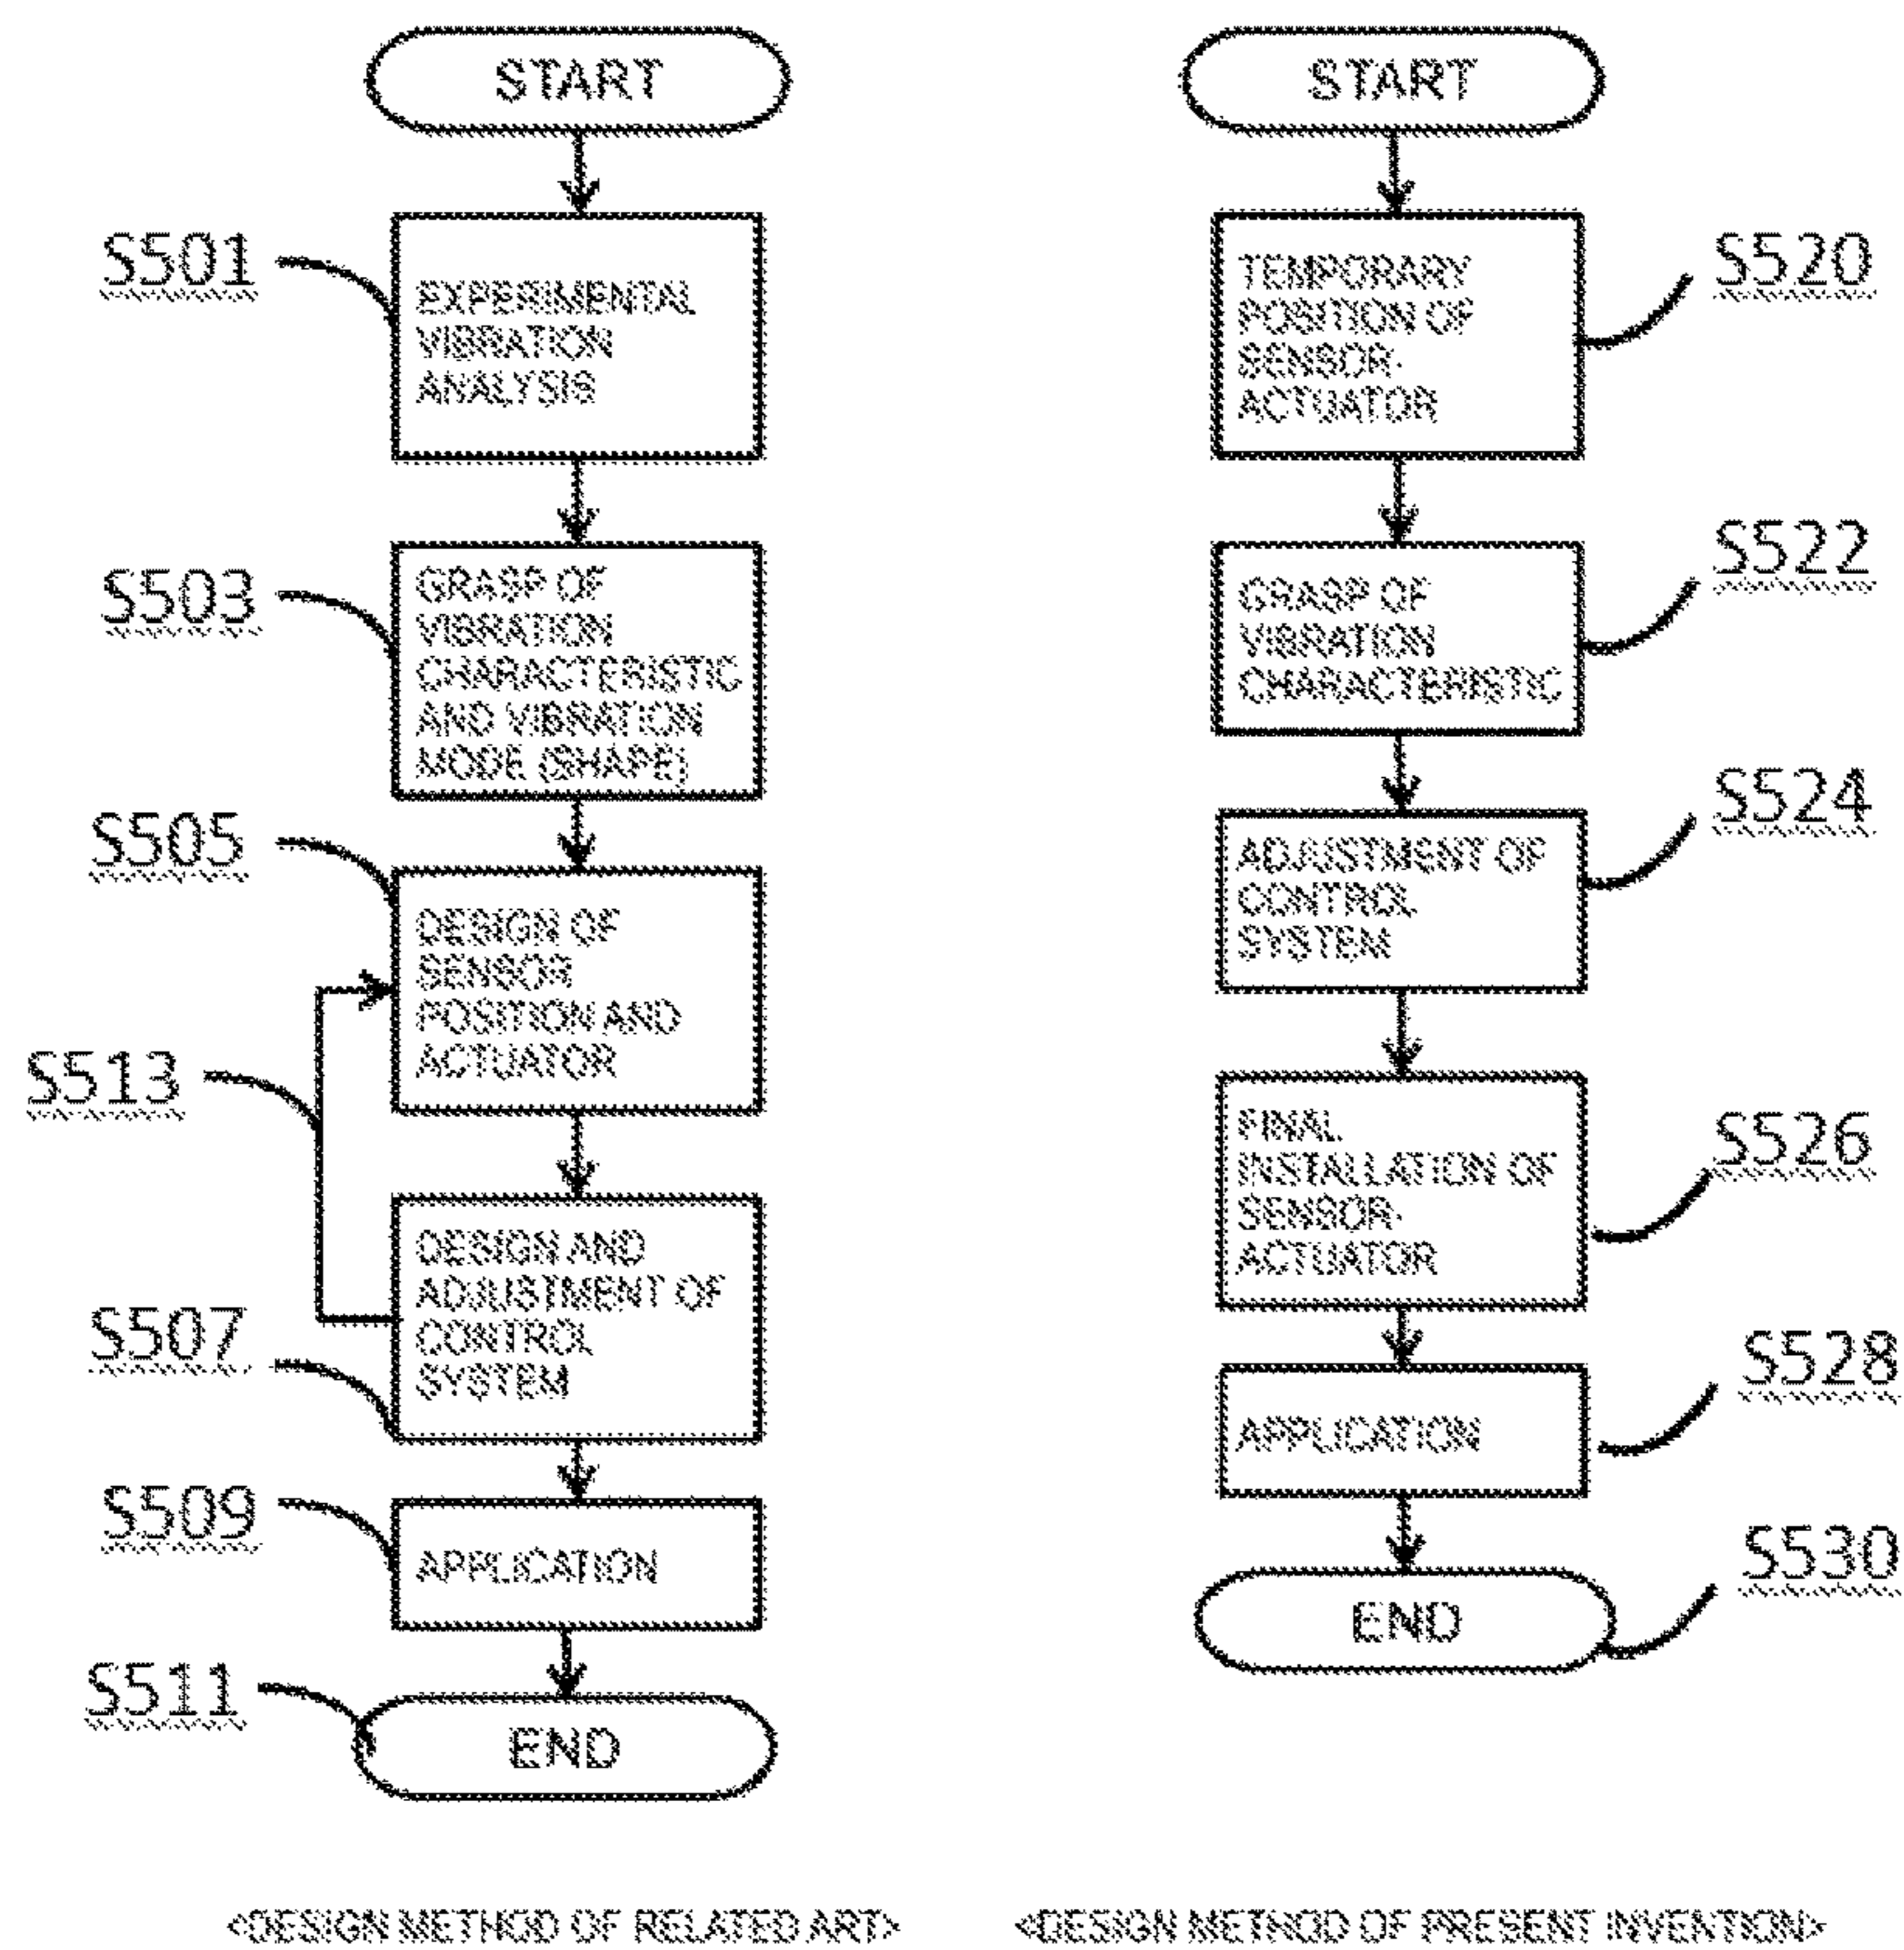 START
S501
EXPERIMENTAL
VIBRATION
ANALYSIS
S503
GRASP OF
VIBRATION
CHARACTERISTIC
AND VIBRATION
MODE (SHAPE)
S505
DESIGN OF
SENSOR
POSITION AND
ACTUATOR
S513
DESIGN AND
ADJUSTMENT OF
CONTROL
SYSTEM
S507
S509
APPLICATION
S511
END
<DESIGN METHOD OF RELATED ART>
START
TEMPORARY
POSITION OF
SENSOR-
ACTUATOR
S520
GRASP OF
VIBRATION
CHARACTERISTIC
S522
ADJUSTMENT OF
CONTROL
SYSTEM
S524
FINAL
INSTALLATION OF
SENSOR-
ACTUATOR
S526
APPLICATION
S528
END
S530
<DESIGN METHOD OF PRESENT INVENTION>